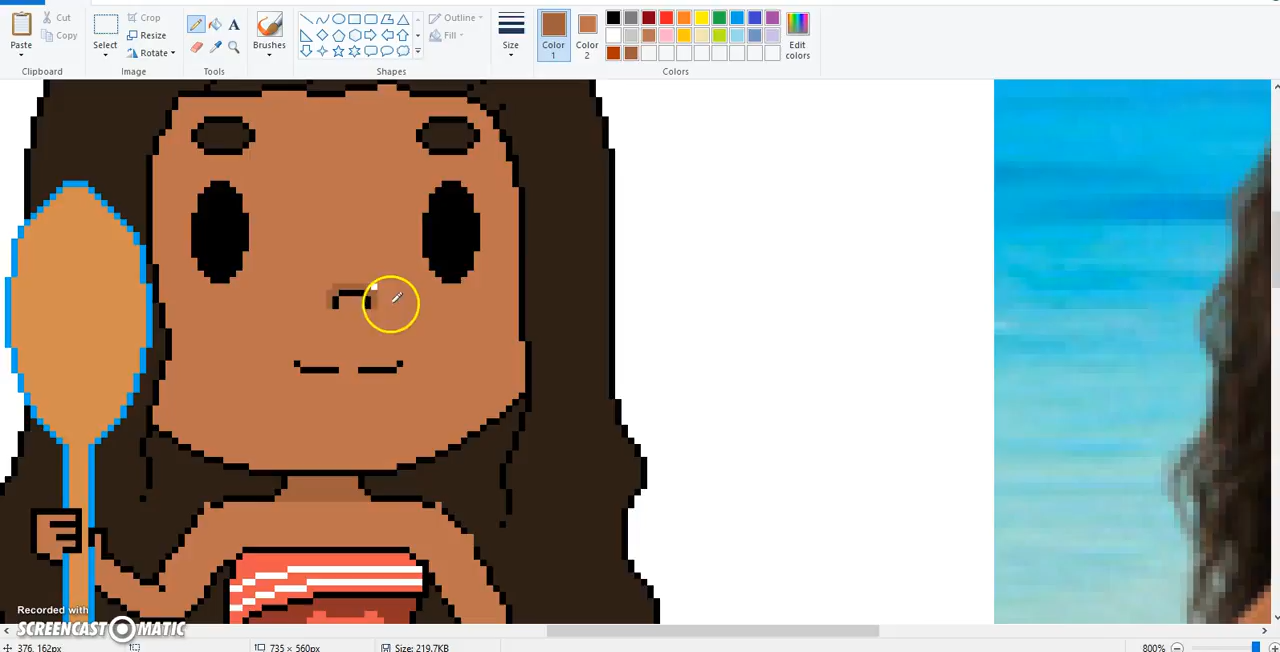 Cut
Crop
Outline
Paste
Copy
Select
Resize
Rotate
Brushes
Fill
Size
Color
1
Color
2
Edit
colors
Clipboard
Image
Tools
Shapes
Colors
A
Recorded with
SCREENCAST MATIC
376, 162px
735 × 560px
Size: 219.7KB
800%